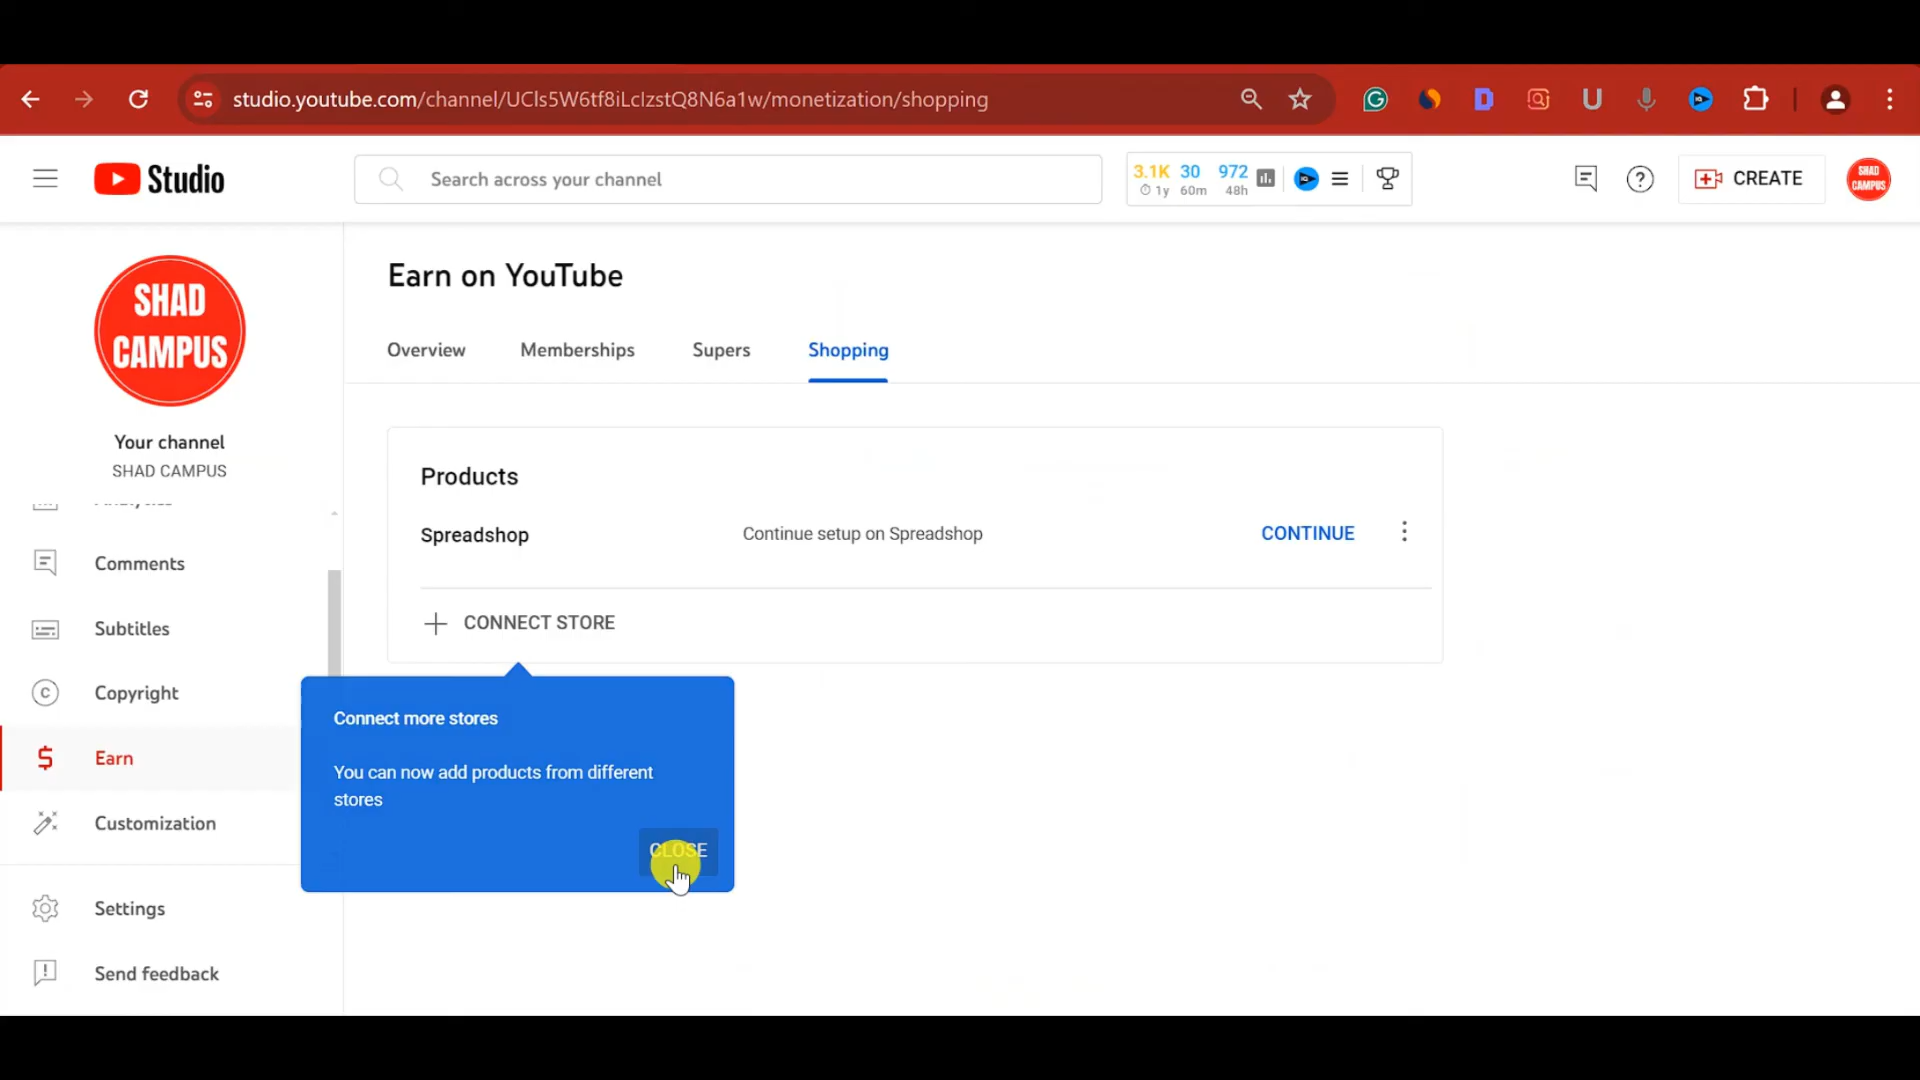 studio.youtube.com/channel/UCls5W6tf8iLcIzstQ8N6a1w/monetization/shopping
Studio
Search across your channel
3.1K 30 972
1y 60m 48h
CREATE
SHAD
CAMPUS
SHAD
CAMPUS
Your channel
SHAD CAMPUS
Comments
Subtitles
Copyright
Earn
Customization
Settings
Send feedback
Earn on YouTube
Overview Memberships Supers Shopping
Products
Spreadshop Continue setup on Spreadshop CONTINUE
CONNECT STORE
Connect more stores
You can now add products from different
stores
CLOSE